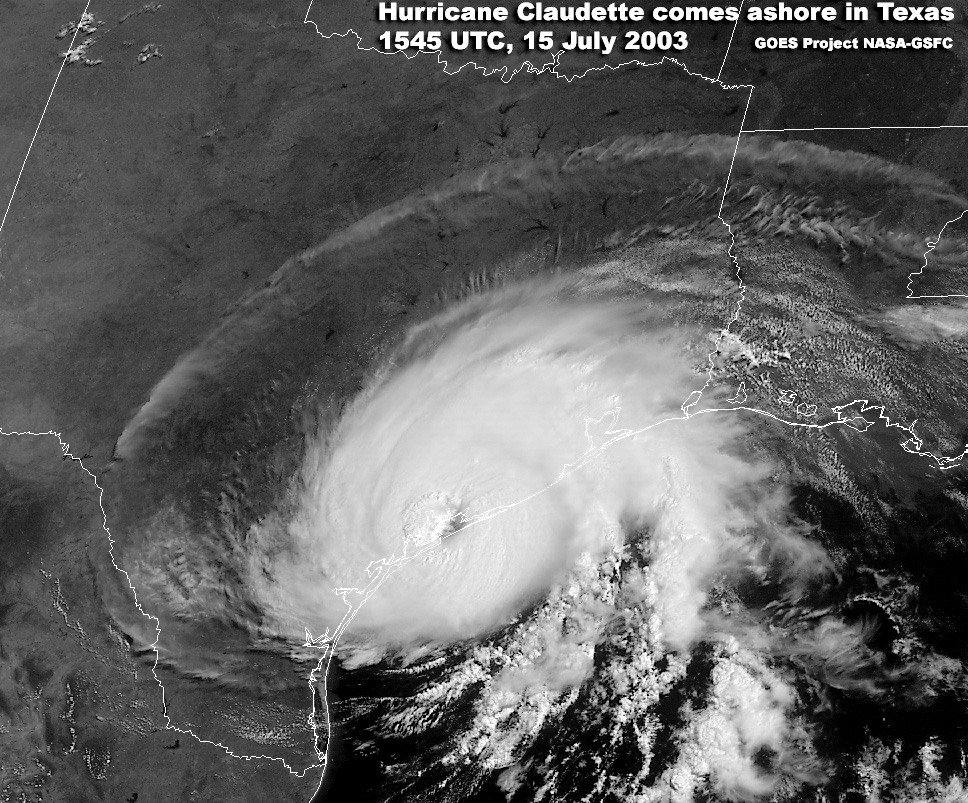 Hurricane Claudette comes ashore in Texas
1545 UTC, 15 July 2003
GOES Project NASA-GSFC